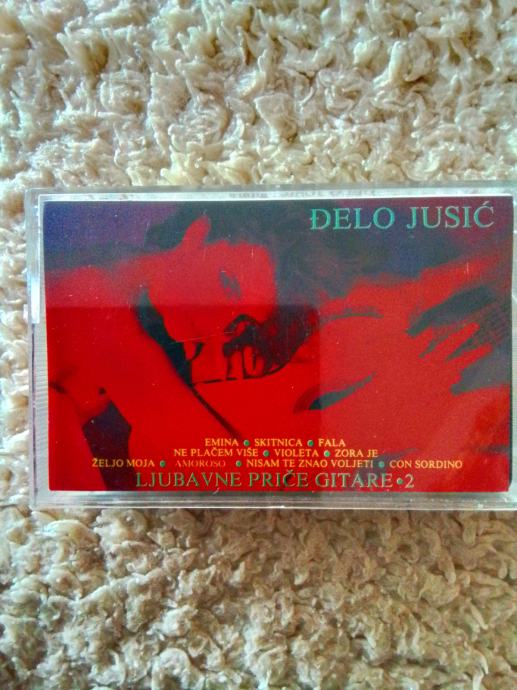 ĐELO JUSIĆ
EMINA • SKITNICA • FALA
NE PLAČEM VIŠE • VIOLETA • ZORA JE
ŽELJO MOJA • AMOROSO • NISAM TE ZNAO VOLJETI • CON SORDINO
LJUBAVNE PRIČE GITARE • 2